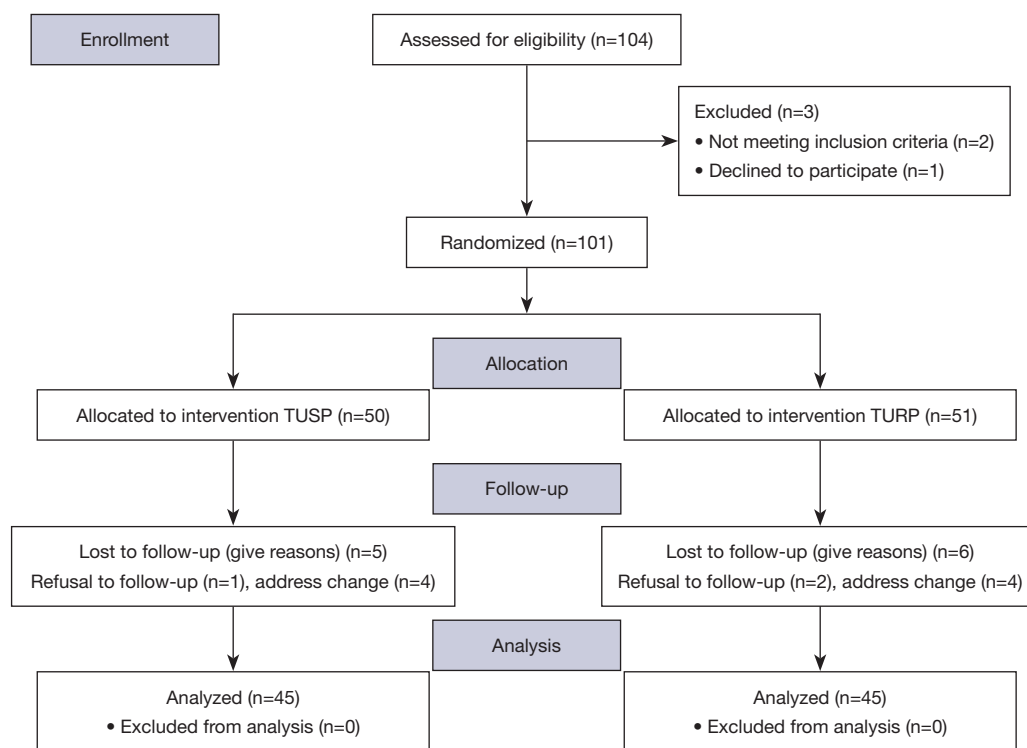 Enrollment
Assessed for eligibility (n=104)
Excluded (n=3)
• Not meeting inclusion criteria (n=2)
• Declined to participate (n=1)
Randomized (n=101)
Allocation
Allocated to intervention TUSP (n=50)
Allocated to intervention TURP (n=51)
Follow-up
Lost to follow-up (give reasons) (n=5)
Refusal to follow-up (n=1), address change (n=4)
Lost to follow-up (give reasons) (n=6)
Refusal to follow-up (n=2), address change (n=4)
Analysis
Analyzed (n=45)
• Excluded from analysis (n=0)
Analyzed (n=45)
• Excluded from analysis (n=0)